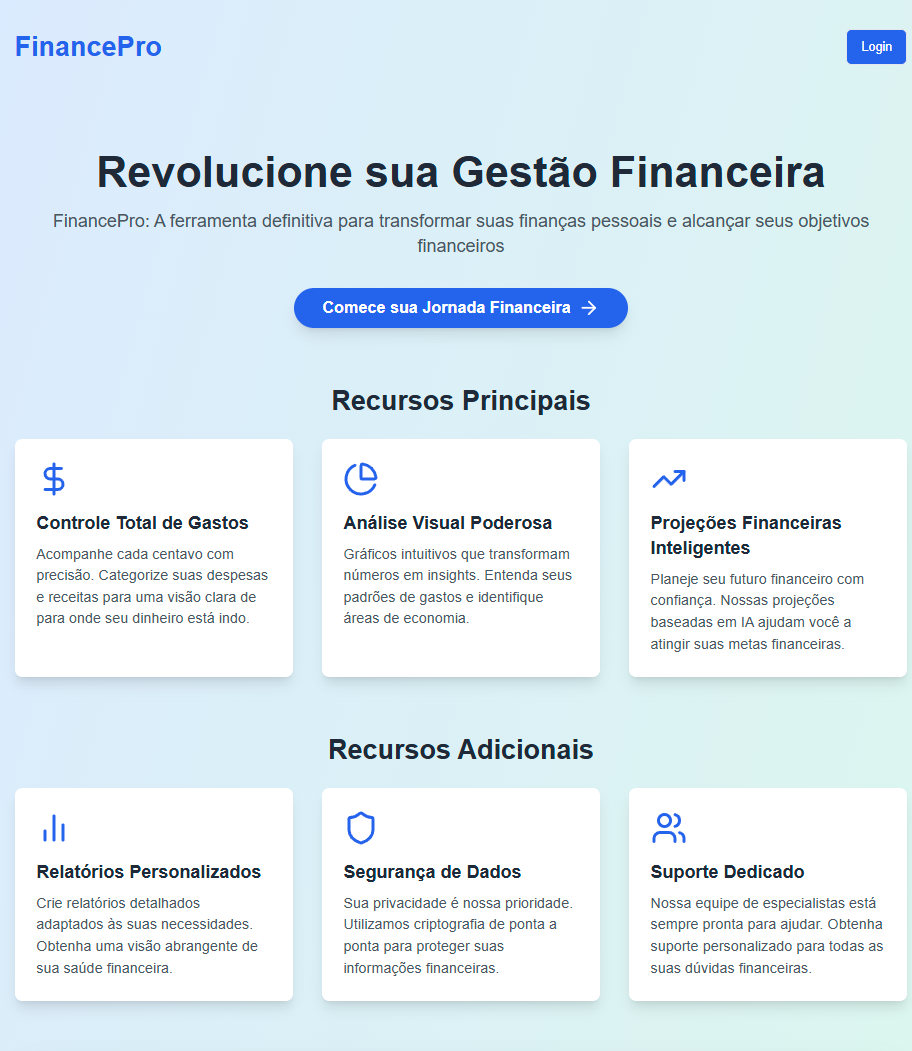 FinancePro
Login
Revolucione sua Gestão Financeira
FinancePro: A ferramenta definitiva para transformar suas finanças pessoais e alcançar seus objetivos
financeiros
Comece sua Jornada Financeira
Recursos Principais
Controle Total de Gastos
Acompanhe cada centavo com
precisão. Categorize suas despesas
e receitas para uma visão clara de
para onde seu dinheiro está indo.
Análise Visual Poderosa
Gráficos intuitivos que transformam
números em insights. Entenda seus
padrões de gastos e identifique
áreas de economia.
Projeções Financeiras
Inteligentes
Planeje seu futuro financeiro com
confiança. Nossas projeções
baseadas em IA ajudam você a
atingir suas metas financeiras.
Recursos Adicionais
Relatórios Personalizados
Crie relatórios detalhados
adaptados às suas necessidades.
Obtenha uma visão abrangente de
sua saúde financeira.
Segurança de Dados
Sua privacidade é nossa prioridade.
Utilizamos criptografia de ponta a
ponta para proteger suas
informações financeiras.
Suporte Dedicado
Nossa equipe de especialistas está
sempre pronta para ajudar. Obtenha
suporte personalizado para todas as
suas dúvidas financeiras.